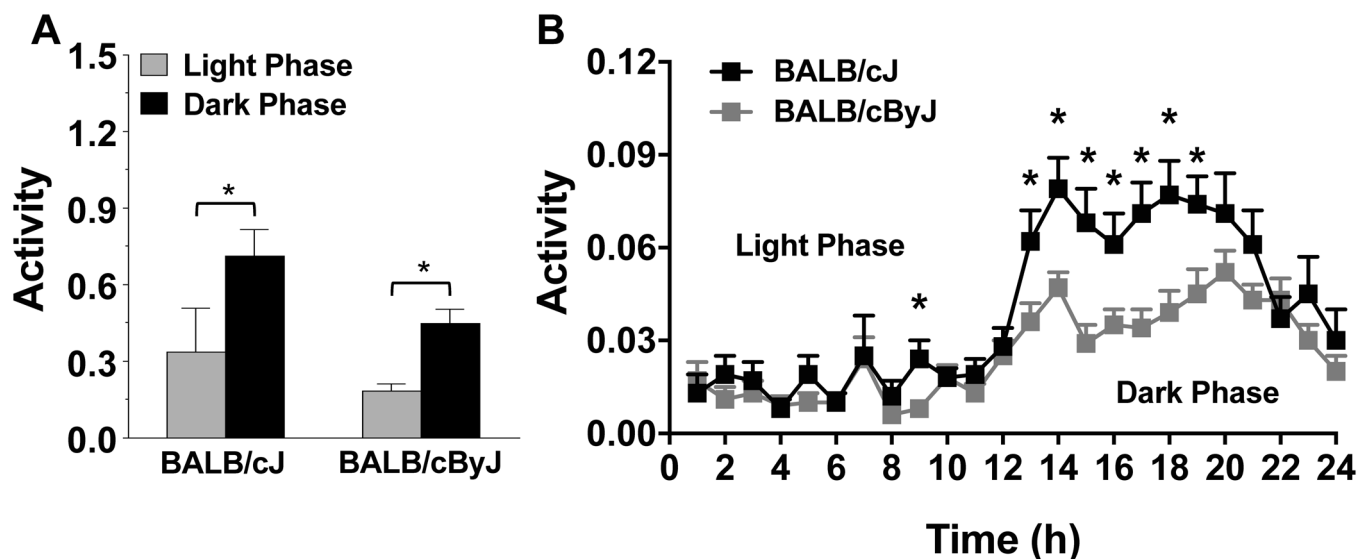 A
1.5
1.2
0.9
0.6
0.3
0.0
Activity
Light Phase
Dark Phase
*
*
BALB/cJ
BALB/cByJ
B
0.12
0.09
0.06
0.03
0.00
Activity
BALB/cJ
BALB/cByJ
* *
* * *
* *
*
Light Phase
Dark Phase
0 2 4 6 8 10 12 14 16 18 20 22 24
Time (h)